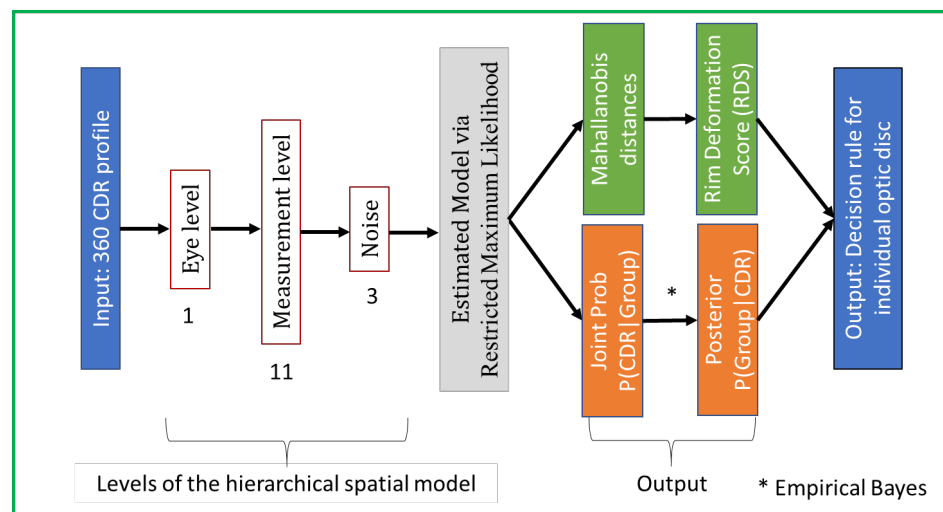 Input: 360 CDR profile
Eye level
1
Measurement level
11
Noise
3
Estimated Model via
Restricted Maximum Likelihood
Mahallanobis
distances
Rim Deformation
Score (RDS)
Joint Prob
P(CDR|Group)
*
Posterior
P(Group|CDR)
Output: Decision rule for
individual optic disc
Levels of the hierarchical spatial model
Output
* Empirical Bayes